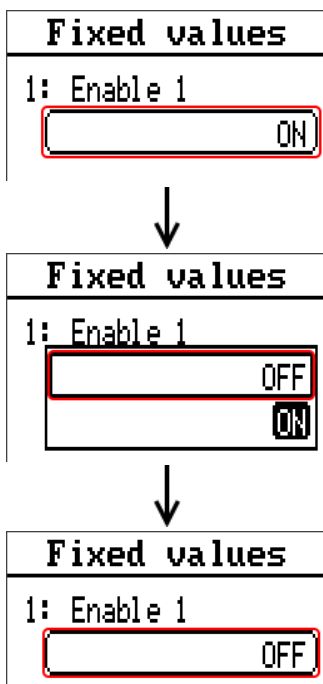 Fixed values
1: Enable 1
ON
Fixed values
1: Enable 1
OFF
ON
Fixed values
1: Enable 1
OFF